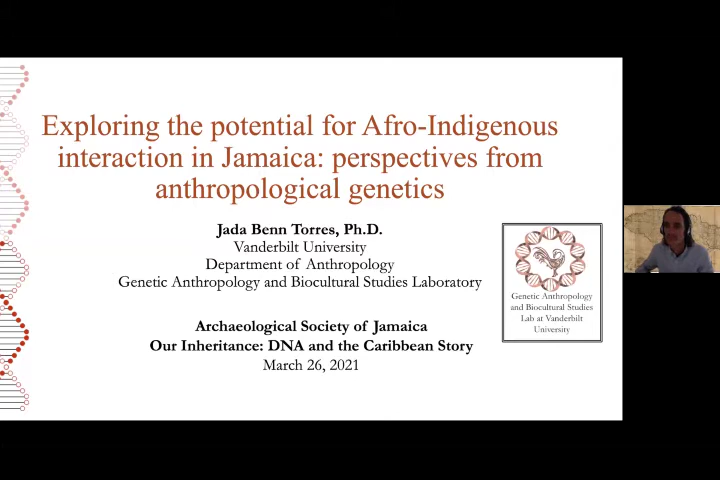 Exploring the potential for Afro-Indigenous
interaction in Jamaica: perspectives from
anthropological genetics
Jada Benn Torres, Ph.D.
Vanderbilt University
Department of Anthropology
Genetic Anthropology and Biocultural Studies Laboratory
Archaeological Society of Jamaica
Our Inheritance: DNA and the Caribbean Story
March 26, 2021
Genetic Anthropology
and Biocultural Studies
Lab at Vanderbilt
University